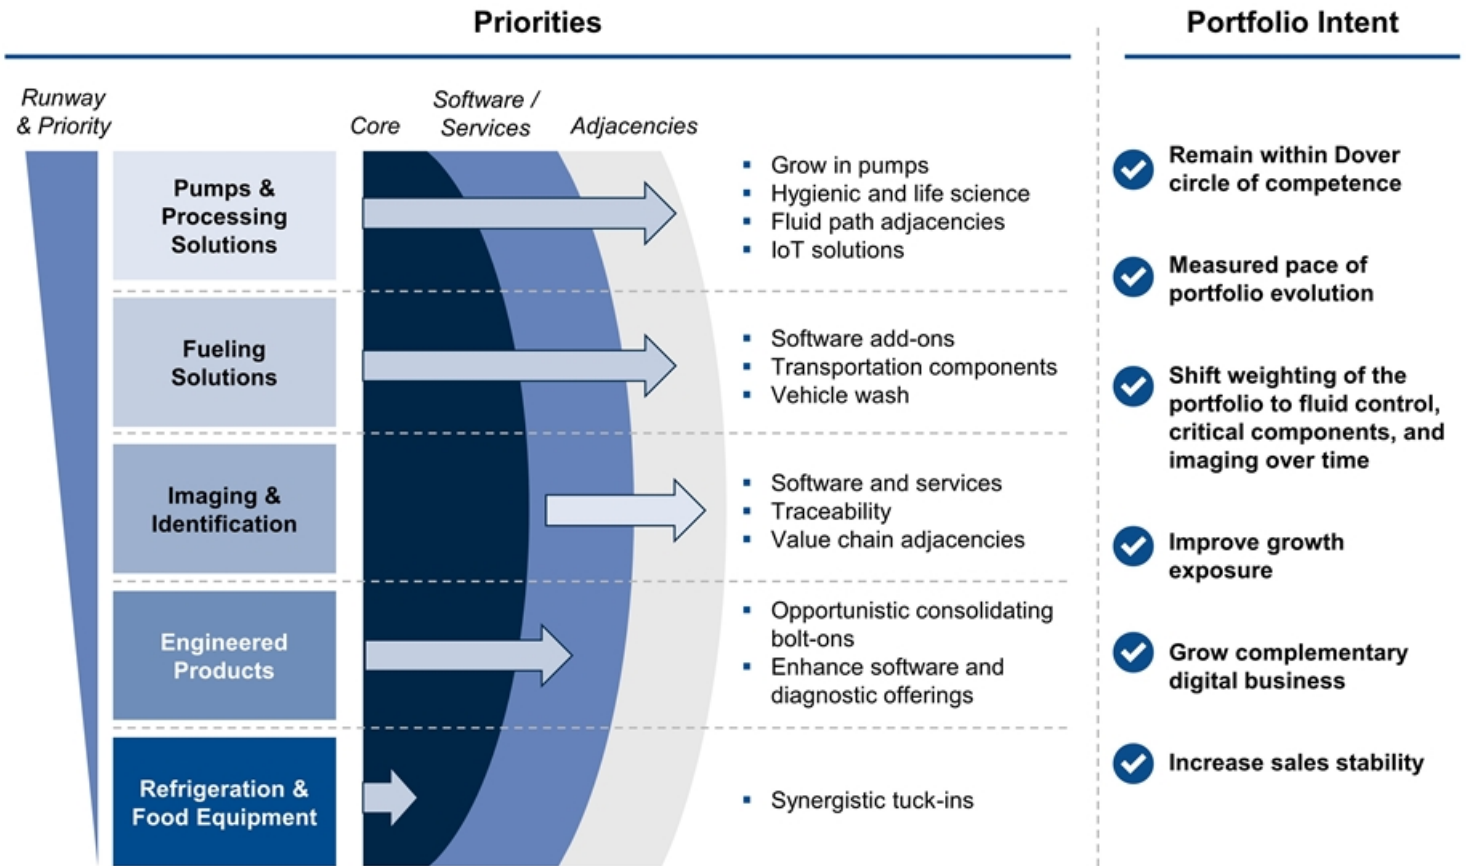 Priorities
Portfolio Intent
Runway
& Priority
Core
Software /
Services
Adjacencies
Pumps &
Processing
Solutions
▪ Grow in pumps
▪ Hygienic and life science
▪ Fluid path adjacencies
▪ IoT solutions
Fueling
Solutions
▪ Software add-ons
▪ Transportation components
▪ Vehicle wash
Imaging &
Identification
▪ Software and services
▪ Traceability
▪ Value chain adjacencies
Engineered
Products
▪ Opportunistic consolidating
bolt-ons
▪ Enhance software and
diagnostic offerings
Refrigeration &
Food Equipment
▪ Synergistic tuck-ins
Remain within Dover
circle of competence
Measured pace of
portfolio evolution
Shift weighting of the
portfolio to fluid control,
critical components, and
imaging over time
Improve growth
exposure
Grow complementary
digital business
Increase sales stability